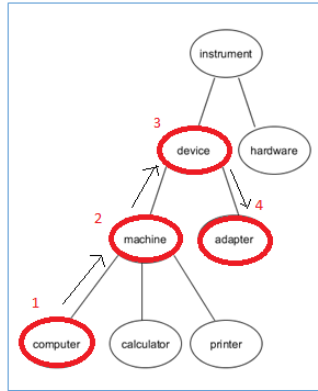 instrument
3
device
hardware
4
2
machine
adapter
1
computer
calculator
printer